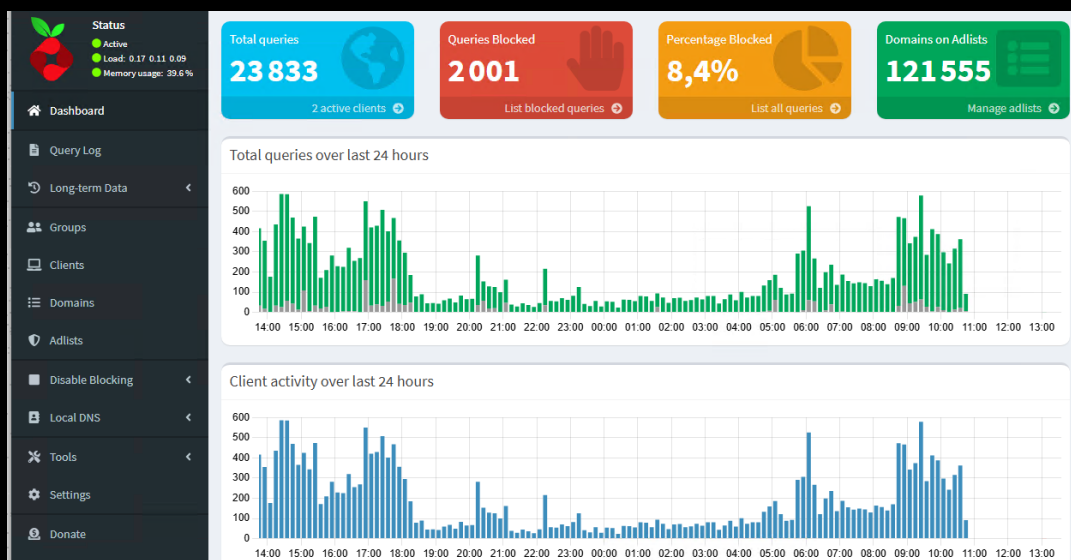 Status
Active
Load: 0.17 0.11 0.09
Memory usage: 39.6 %
Dashboard
Query Log
Long-term Data
Groups
Clients
Domains
Adlists
Disable Blocking
Local DNS
Tools
Settings
Donate
Total queries
23 833
2 active clients
Queries Blocked
2 001
List blocked queries
Percentage Blocked
8,4%
List all queries
Domains on Adlists
121 555
Manage adlists
Total queries over last 24 hours
600
500
400
300
200
100
0
14:00 15:00 16:00 17:00 18:00 19:00 20:00 21:00 22:00 23:00 00:00 01:00 02:00 03:00 04:00 05:00 06:00 07:00 08:00 09:00 10:00 11:00 12:00 13:00
Client activity over last 24 hours
600
500
400
300
200
100
0
14:00 15:00 16:00 17:00 18:00 19:00 20:00 21:00 22:00 23:00 00:00 01:00 02:00 03:00 04:00 05:00 06:00 07:00 08:00 09:00 10:00 11:00 12:00 13:00